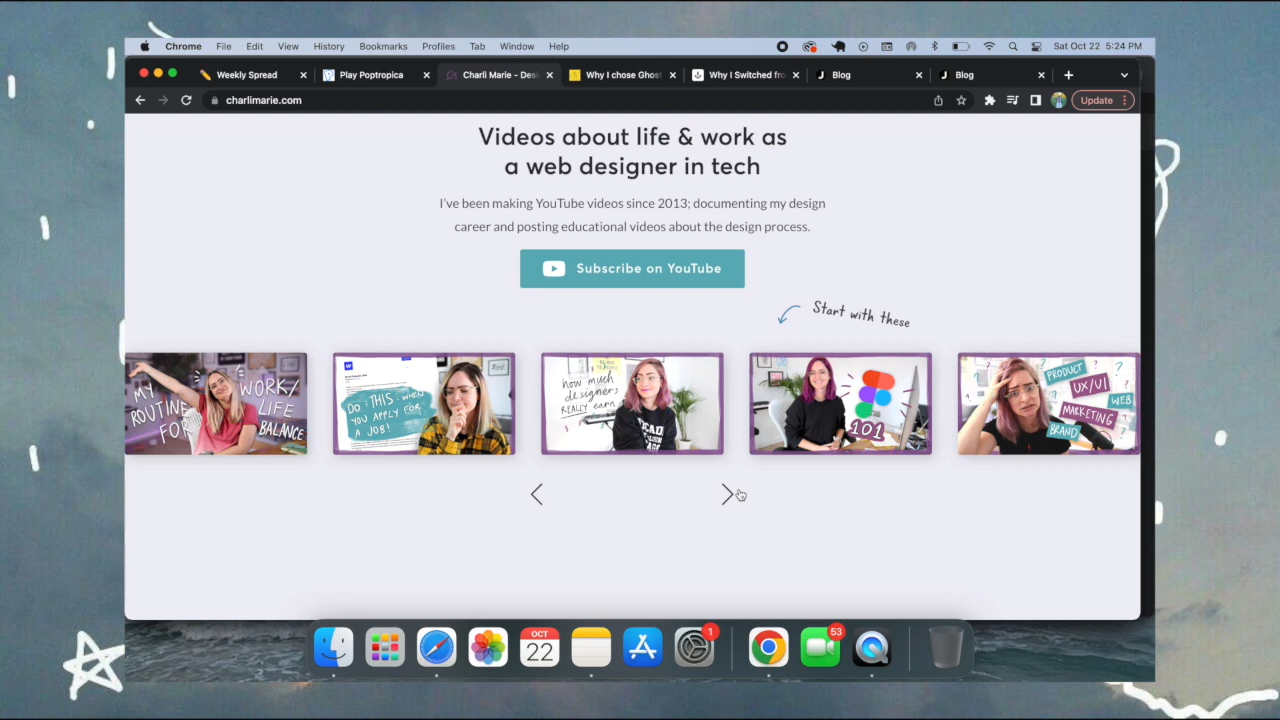 Chrome File Edit View History Bookmarks Profiles Tab Window Help Sat Oct 22 5:24 PM
Weekly Spread Play Poptropica Charli Marie - Desi Why I chose Ghost Why I Switched fro Blog Blog
charlimarie.com Update
Videos about life & work as
a web designer in tech
I've been making YouTube videos since 2013; documenting my design
career and posting educational videos about the design process.
Subscribe on YouTube
Start with these
MY
ROUTINE
FOR
WORK/
LIFE
BALANCE
DO THIS WHEN
YOU APPLY FOR
A JOB!
how much
designers
REALLY earn
101
PRODUCT
UX/UI
WEB
MARKETING
BRAND
OCT
22
1
53